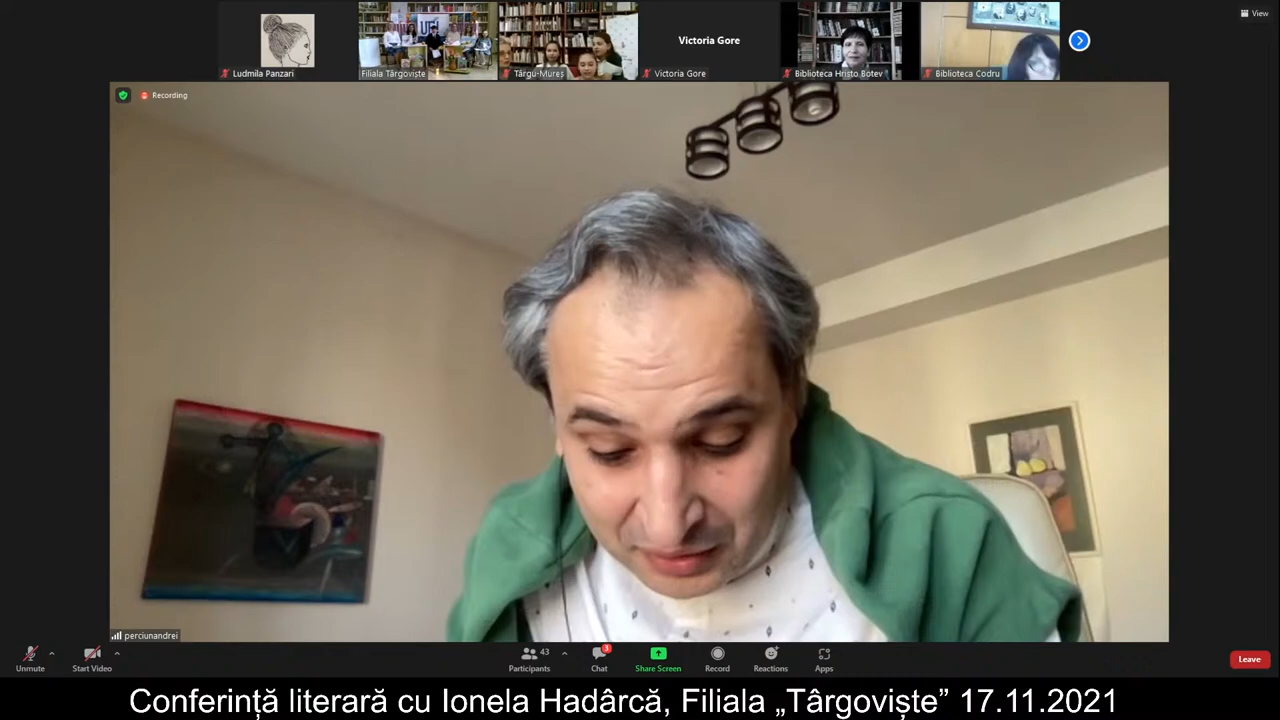 View
Ludmila Panzari
Filiala Târgoviște
Târgu-Mureș
Victoria Gore
Victoria Gore
Biblioteca Hristo Botev
Biblioteca Codru
Recording
perciunandrei
Unmute
Start Video
Participants
43
Chat
3
Share Screen
Record
Reactions
Apps
Leave
Conferință literară cu Ionela Hadârcă, Filiala „Târgoviște” 17.11.2021